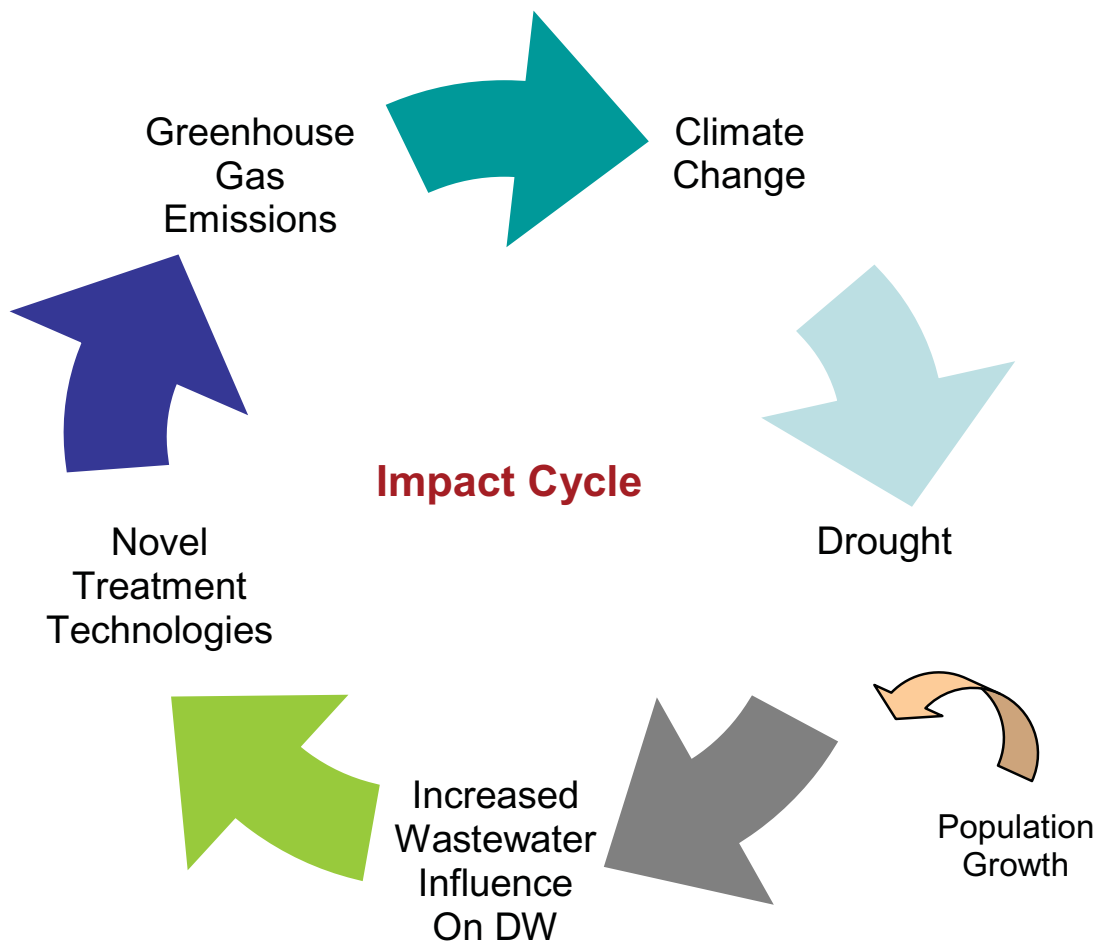 Greenhouse
Gas
Emissions
Climate
Change
Impact Cycle
Drought
Novel
Treatment
Technologies
Increased
Wastewater
Influence
On DW
Population
Growth